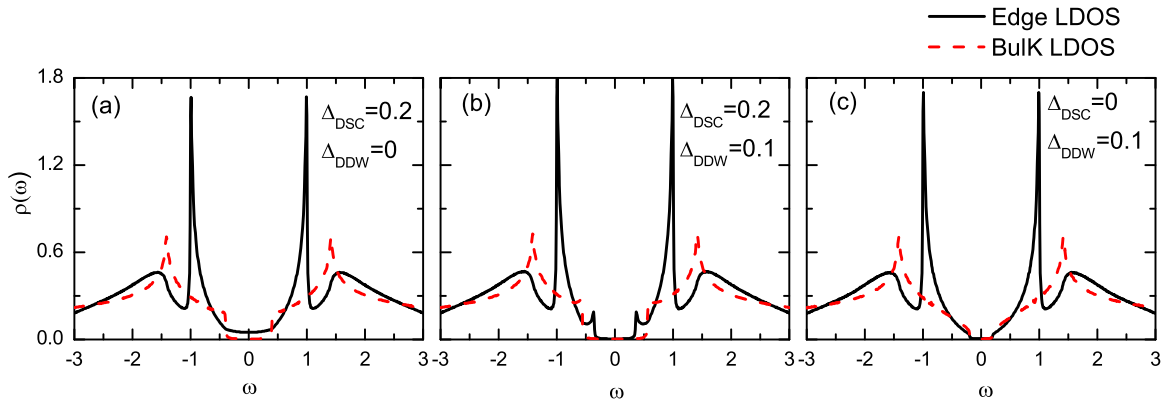 Edge LDOS
BulK LDOS
(a)
Δ_DSC=0.2
Δ_DDW=0
(b)
Δ_DSC=0.2
Δ_DDW=0.1
(c)
Δ_DSC=0
Δ_DDW=0.1
ρ(ω)
1.8
1.2
0.6
0.0
-3 -2 -1 0 1 2 3
-3 -2 -1 0 1 2 3
-3 -2 -1 0 1 2 3
ω
ω
ω